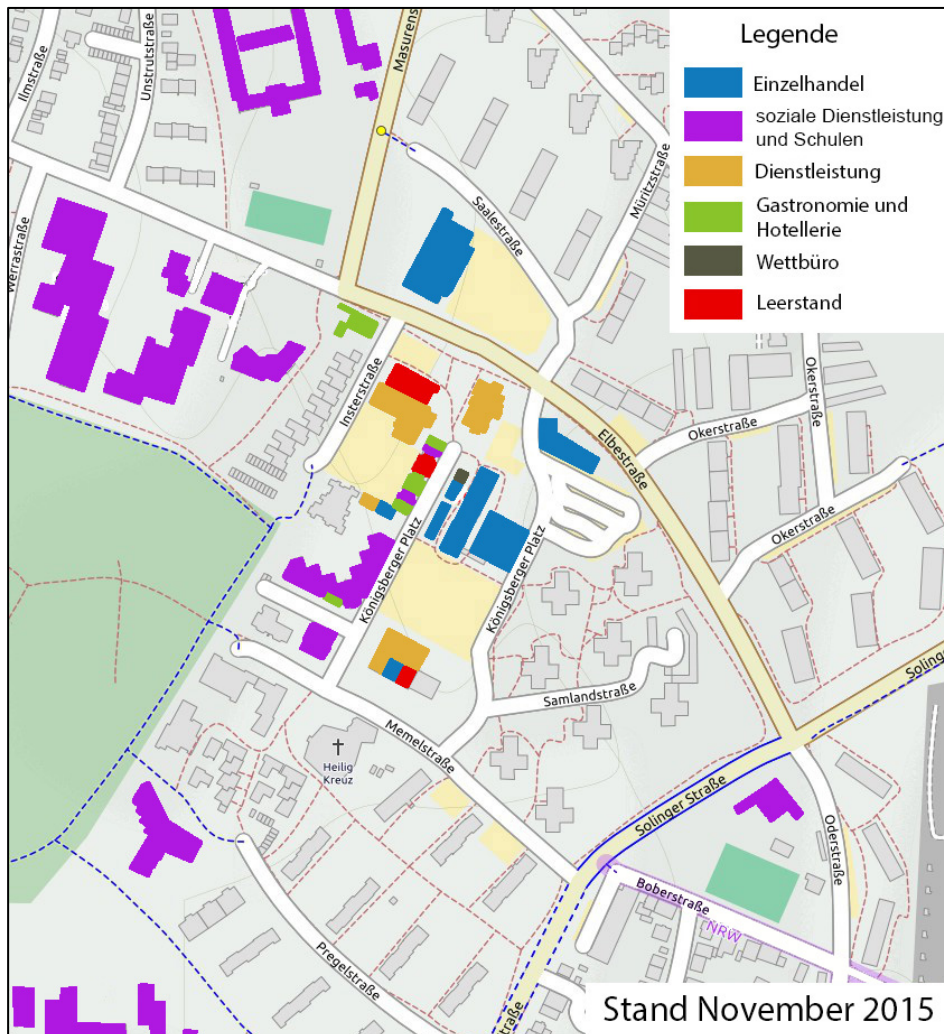 Legende
Einzelhandel
soziale Dienstleistung
und Schulen
Dienstleistung
Gastronomie und
Hotellerie
Wettbüro
Leerstand
Ilmstraße
Unstrutstraße
Masurens
Werrastraße
Saalestraße
Müritzstraße
Insterstraße
Elbestraße
Okerstraße
Okerstraße
Okerstraße
Königsberger Platz
Königsberger Platz
Samlandstraße
Solinge
Memelstraße
Heilig
Kreuz
Solinger Straße
Oderstraße
Boberstraße
NRW
Pregelstraße
Stand November 2015